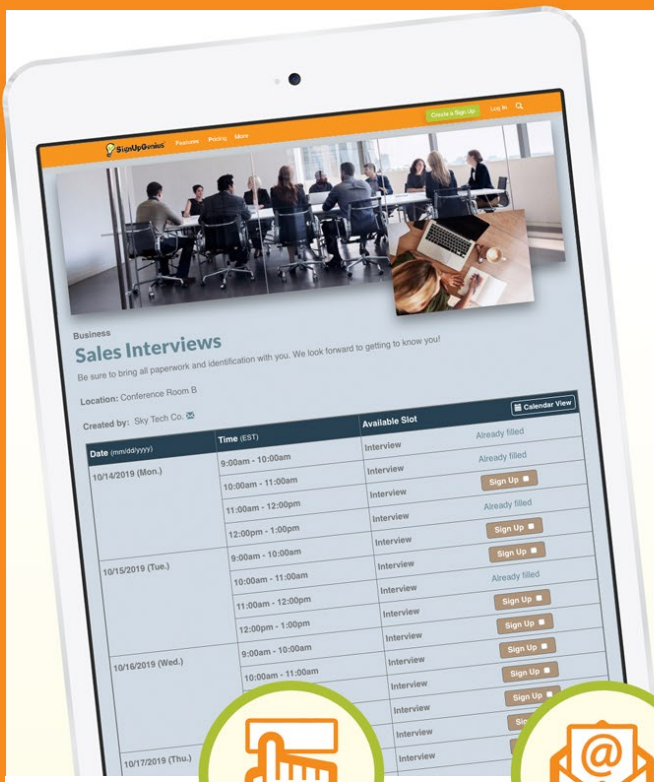 SignUpGenius Features Pricing More Create a Sign Up Log In
Business
Sales Interviews
Be sure to bring all paperwork and identification with you. We look forward to getting to know you!
Location: Conference Room B
Created by: Sky Tech Co.
Date (mm/dd/yyyy) Time (EST) Available Slot Calendar View
10/14/2019 (Mon.) 9:00am - 10:00am Interview Already filled
10:00am - 11:00am Interview Already filled
11:00am - 12:00pm Interview Sign Up
12:00pm - 1:00pm Interview Already filled
10/15/2019 (Tue.) 9:00am - 10:00am Interview Sign Up
10:00am - 11:00am Interview Sign Up
11:00am - 12:00pm Interview Already filled
12:00pm - 1:00pm Interview Sign Up
10/16/2019 (Wed.) 9:00am - 10:00am Interview Sign Up
10:00am - 11:00am Interview Sign Up
Interview Sign Up
Interview
10/17/2019 (Thu.) Interview
@